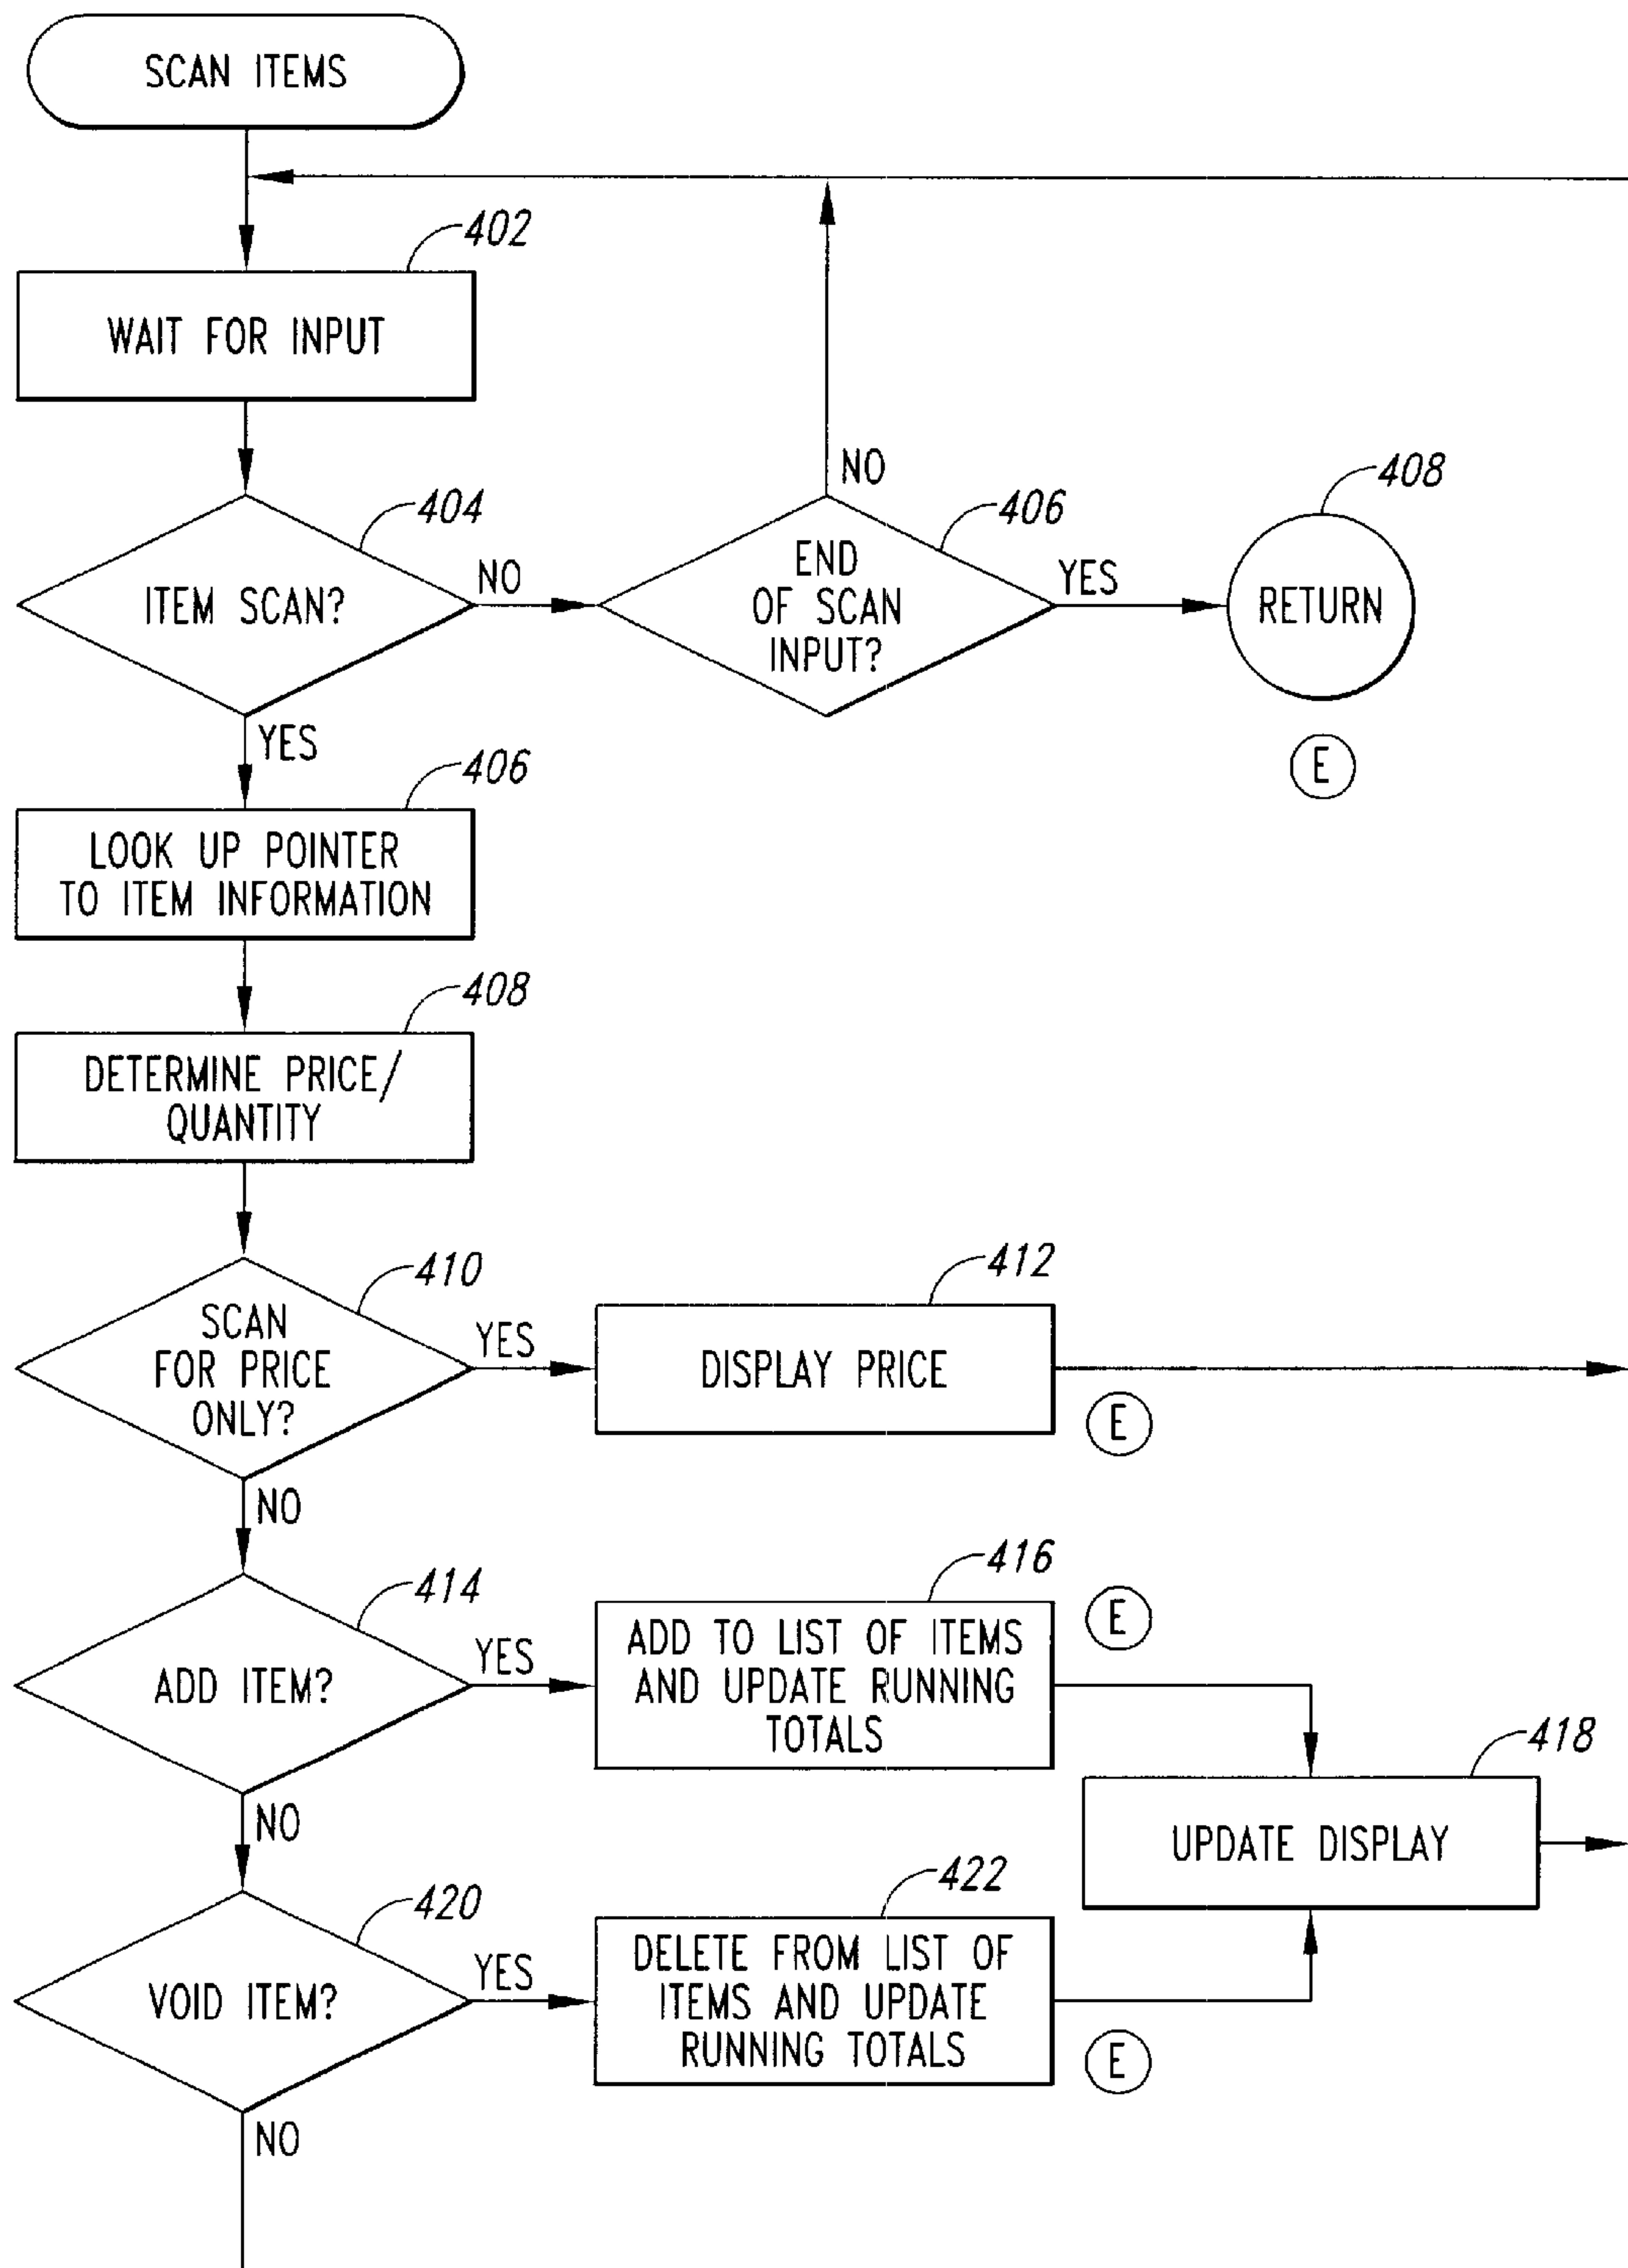 SCAN ITEMS
402
WAIT FOR INPUT
404
ITEM SCAN?
NO
YES
406
END
OF SCAN
INPUT?
NO
YES
408
RETURN
E
406
LOOK UP POINTER
TO ITEM INFORMATION
408
DETERMINE PRICE/
QUANTITY
410
SCAN
FOR PRICE
ONLY?
YES
NO
412
DISPLAY PRICE
E
414
ADD ITEM?
YES
NO
416
ADD TO LIST OF ITEMS
AND UPDATE RUNNING
TOTALS
E
418
UPDATE DISPLAY
420
VOID ITEM?
YES
NO
422
DELETE FROM LIST OF
ITEMS AND UPDATE
RUNNING TOTALS
E